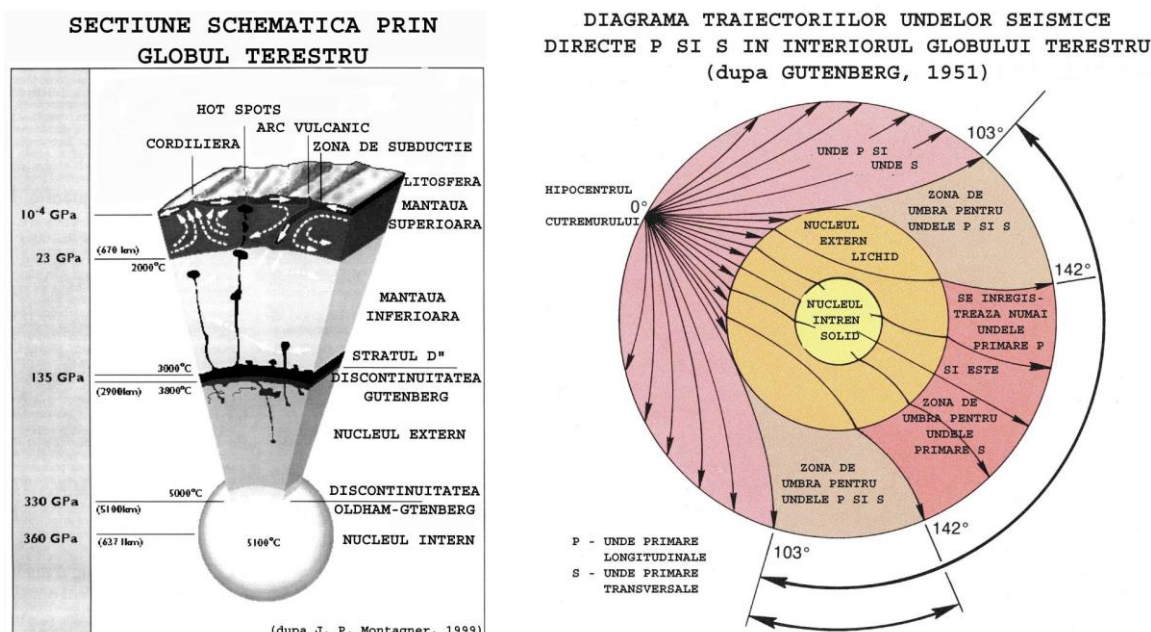 SECTIUNE SCHEMATICA PRIN
GLOBUL TERESTRU
HOT SPOTS
ARC VULCANIC
CORDILIERA
ZONA DE SUBDUCTIE
LITOSFERA
MANTAUA
SUPERIOARA
10⁻⁴ GPa
(670 km)
23 GPa
2000°C
MANTAUA
INFERIOARA
STRATUL D"
3000°C
135 GPa
DISCONTINUITATEA
(2900km)
3800°C
GUTENBERG
NUCLEUL EXTERN
5000°C
DISCONTINUITATEA
330 GPa
(5100km)
OLDHAM-GTENBERG
360 GPa
(6371km)
5100°C
NUCLEUL INTERN
(dupa J. P. Montagner, 1999)
DIAGRAMA TRAIECTORIILOR UNDELOR SEISMICE
DIRECTE P SI S IN INTERIORUL GLOBULUI TERESTRU
(dupa GUTENBERG, 1951)
103°
UNDE P SI
UNDE S
HIPOCENTRUL
0°
CUTREMURULUI
ZONA DE
UMBRA PENTRU
UNDELE P SI S
NUCLEUL
EXTERN
LICHID
142°
NUCLEUL
INTREN
SOLID
SE INREGIS-
TREAZA NUMAI
UNDELE
PRIMARE P
SI ESTE
ZONA DE
UMBRA PENTRU
UNDELE
PRIMARE S
ZONA DE
UMBRA PENTRU
UNDELE P SI S
142°
103°
P - UNDE PRIMARE
LONGITUDINALE
S - UNDE PRIMARE
TRANSVERSALE